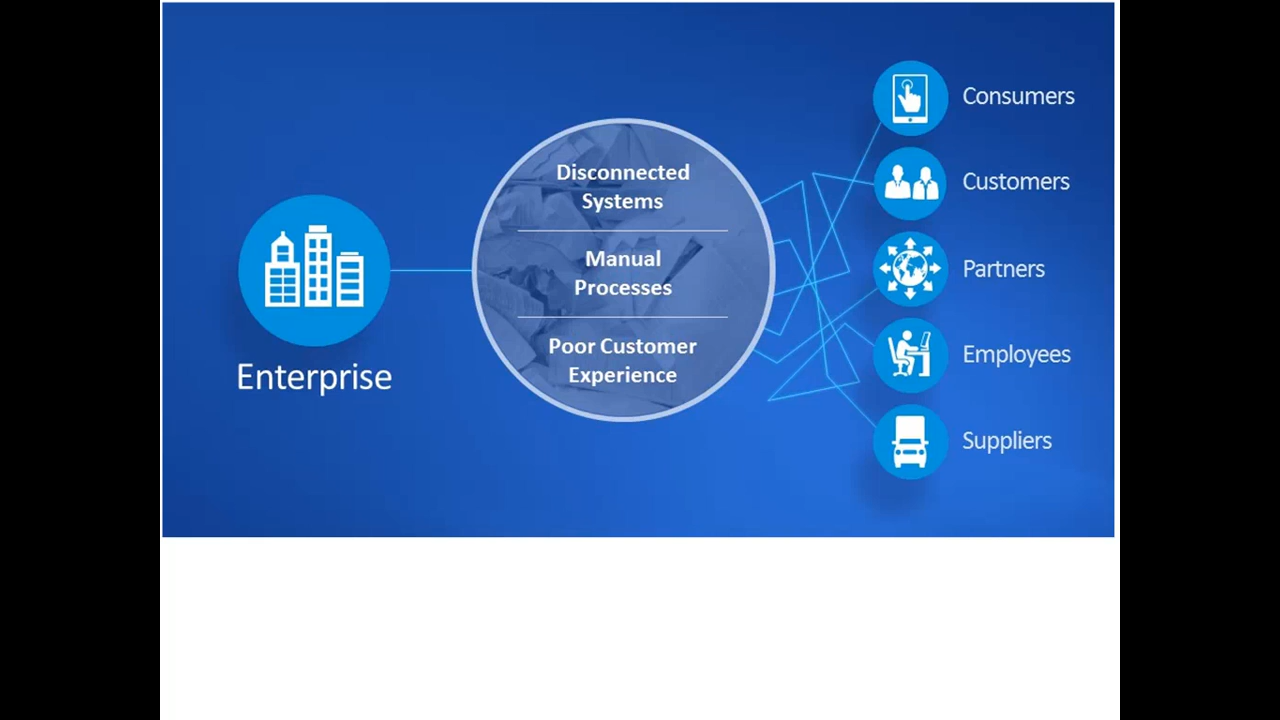 Enterprise
Disconnected
Systems
Manual
Processes
Poor Customer
Experience
Consumers
Customers
Partners
Employees
Suppliers